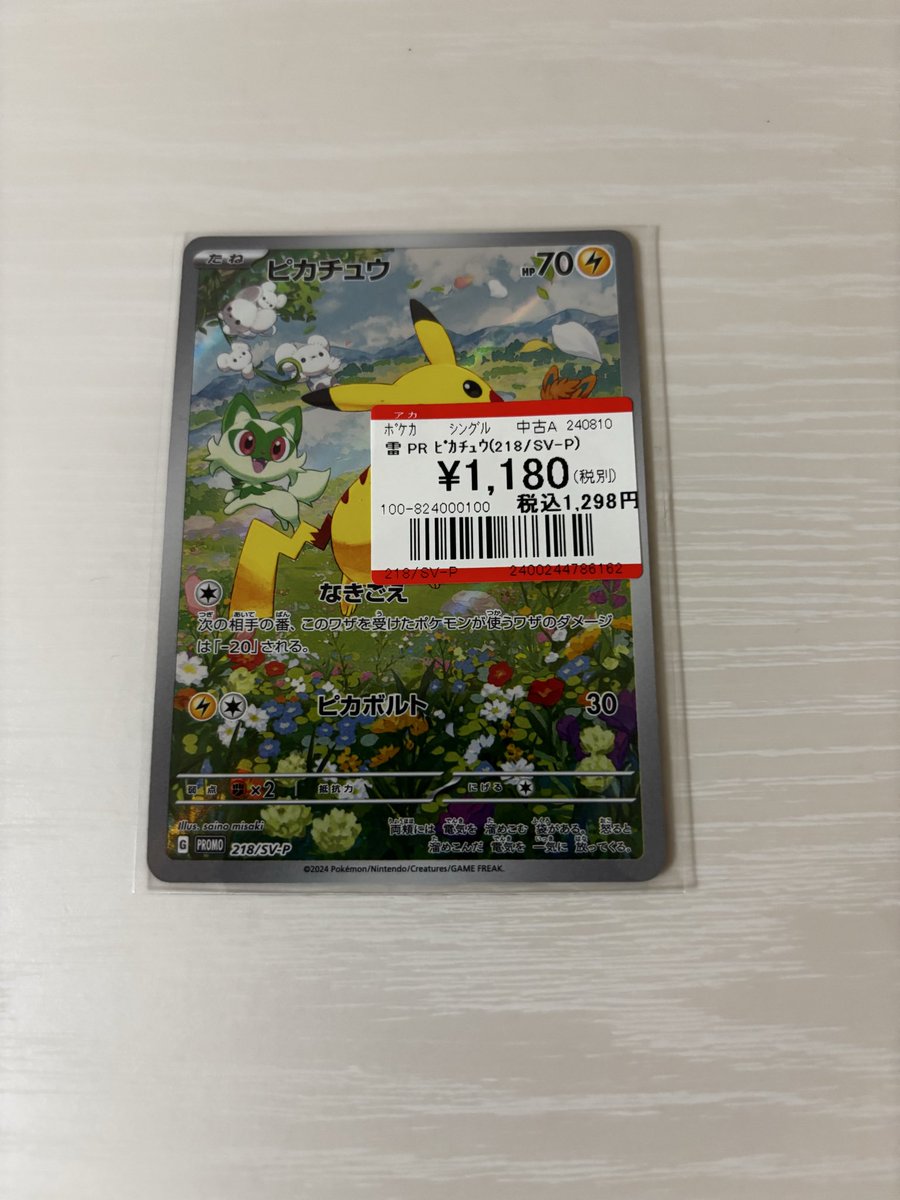 たね ピカチュウ HP70
アカ
ポケカ シングル 中古A 240810
雷 PR ピカチュウ(218/SV-P)
¥1,180(税別)
100-824000100 税込1,298円
218/SV-P 2400244786162
なきごえ
次の相手の番、このワザを受けたポケモンが使うワザのダメージ
は「-20」される。
ピカボルト 30
弱点 ×2 抵抗力 にげる
Illus. saino misaki
両頬には 電気を 溜めこむ 袋がある。 怒ると
溜めこんだ 電気を 一気に 放ってくる。
G PROMO 218/SV-P
©2024 Pokémon/Nintendo/Creatures/GAME FREAK.